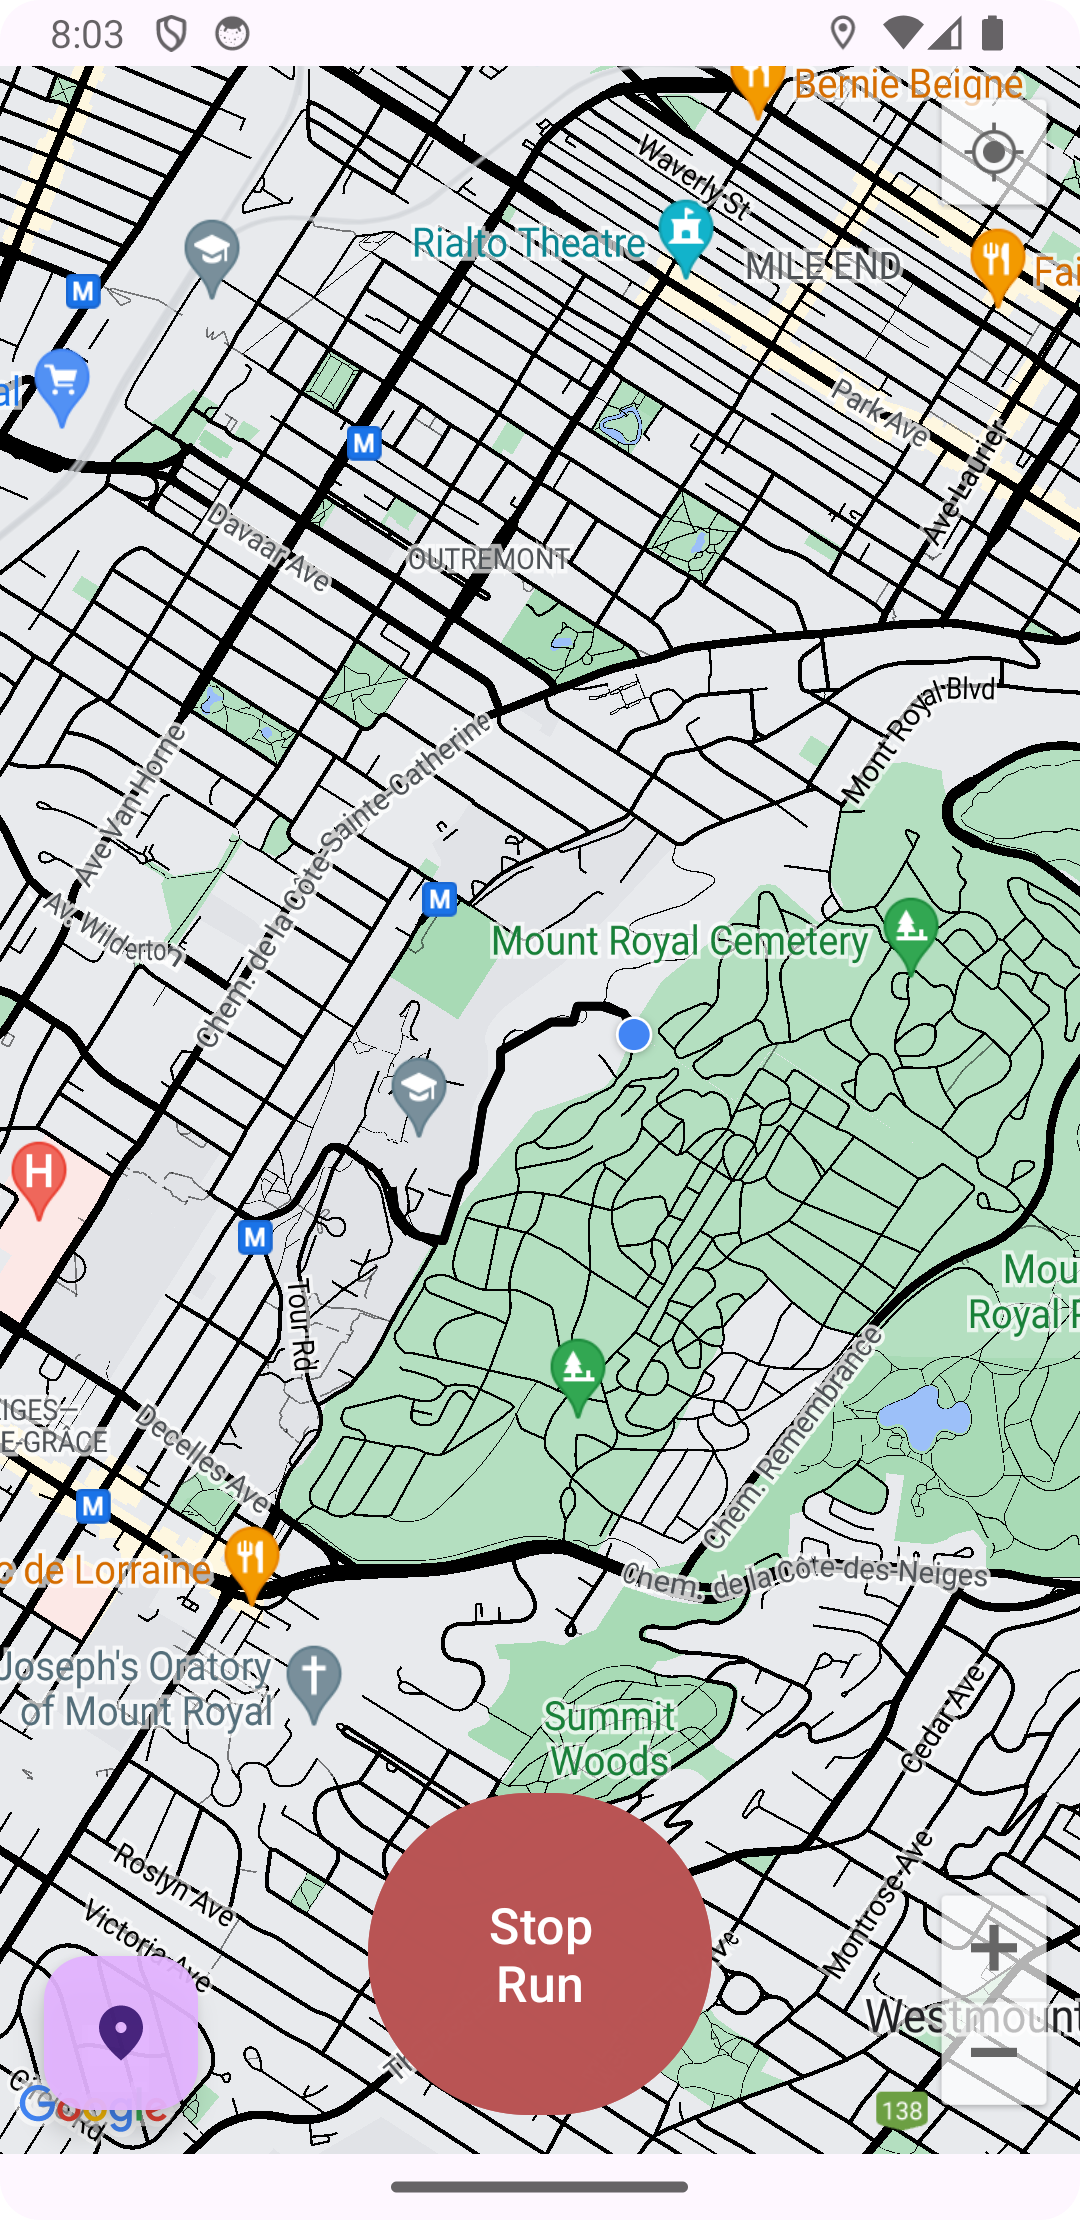 8:03
Bernie Beigne
Waverly St
Rialto Theatre
MILE END
Fai
M
al
Park Ave
M
Ave Laurier
Davaar Ave
OUTREMONT
Mont Royal Blvd
Ave Van Horne
Chem. de la Côte-Sainte-Catherine
M
Av. Wilderton
Mount Royal Cemetery
H
M
Tour Rd
Mou
Royal P
Chem. Remembrance
EIGES—
E-GRÂCE
Decelles Ave
M
c de Lorraine
Chem. de la Côte-des-Neiges
Joseph's Oratory
of Mount Royal
Summit
Woods
Cedar Ave
Roslyn Ave
Montrose Ave
Victoria Ave
Stop
Run
ve
Westmount
Google
Rd
138